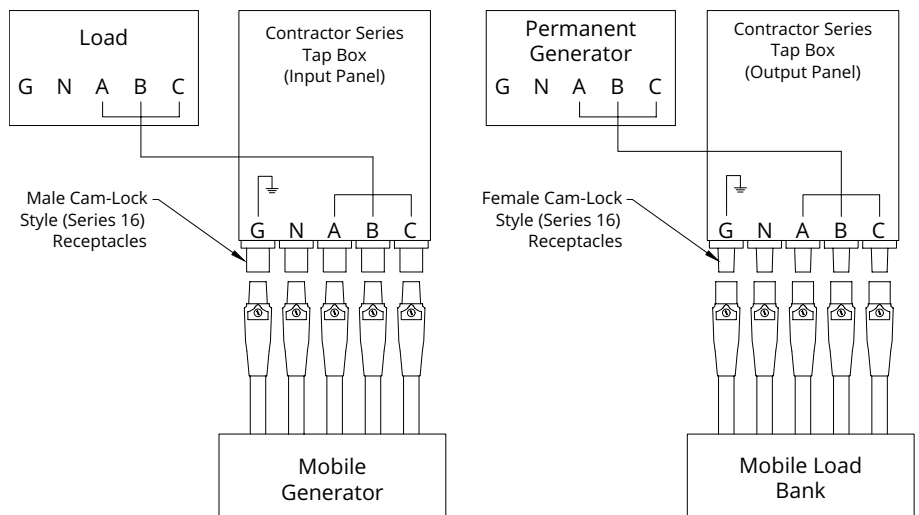 Load
G N A B C
Contractor Series
Tap Box
(Input Panel)
Male Cam-Lock
Style (Series 16)
Receptacles
G N A B C
Mobile
Generator
Permanent
Generator
G N A B C
Contractor Series
Tap Box
(Output Panel)
Female Cam-Lock
Style (Series 16)
Receptacles
G N A B C
Mobile Load
Bank